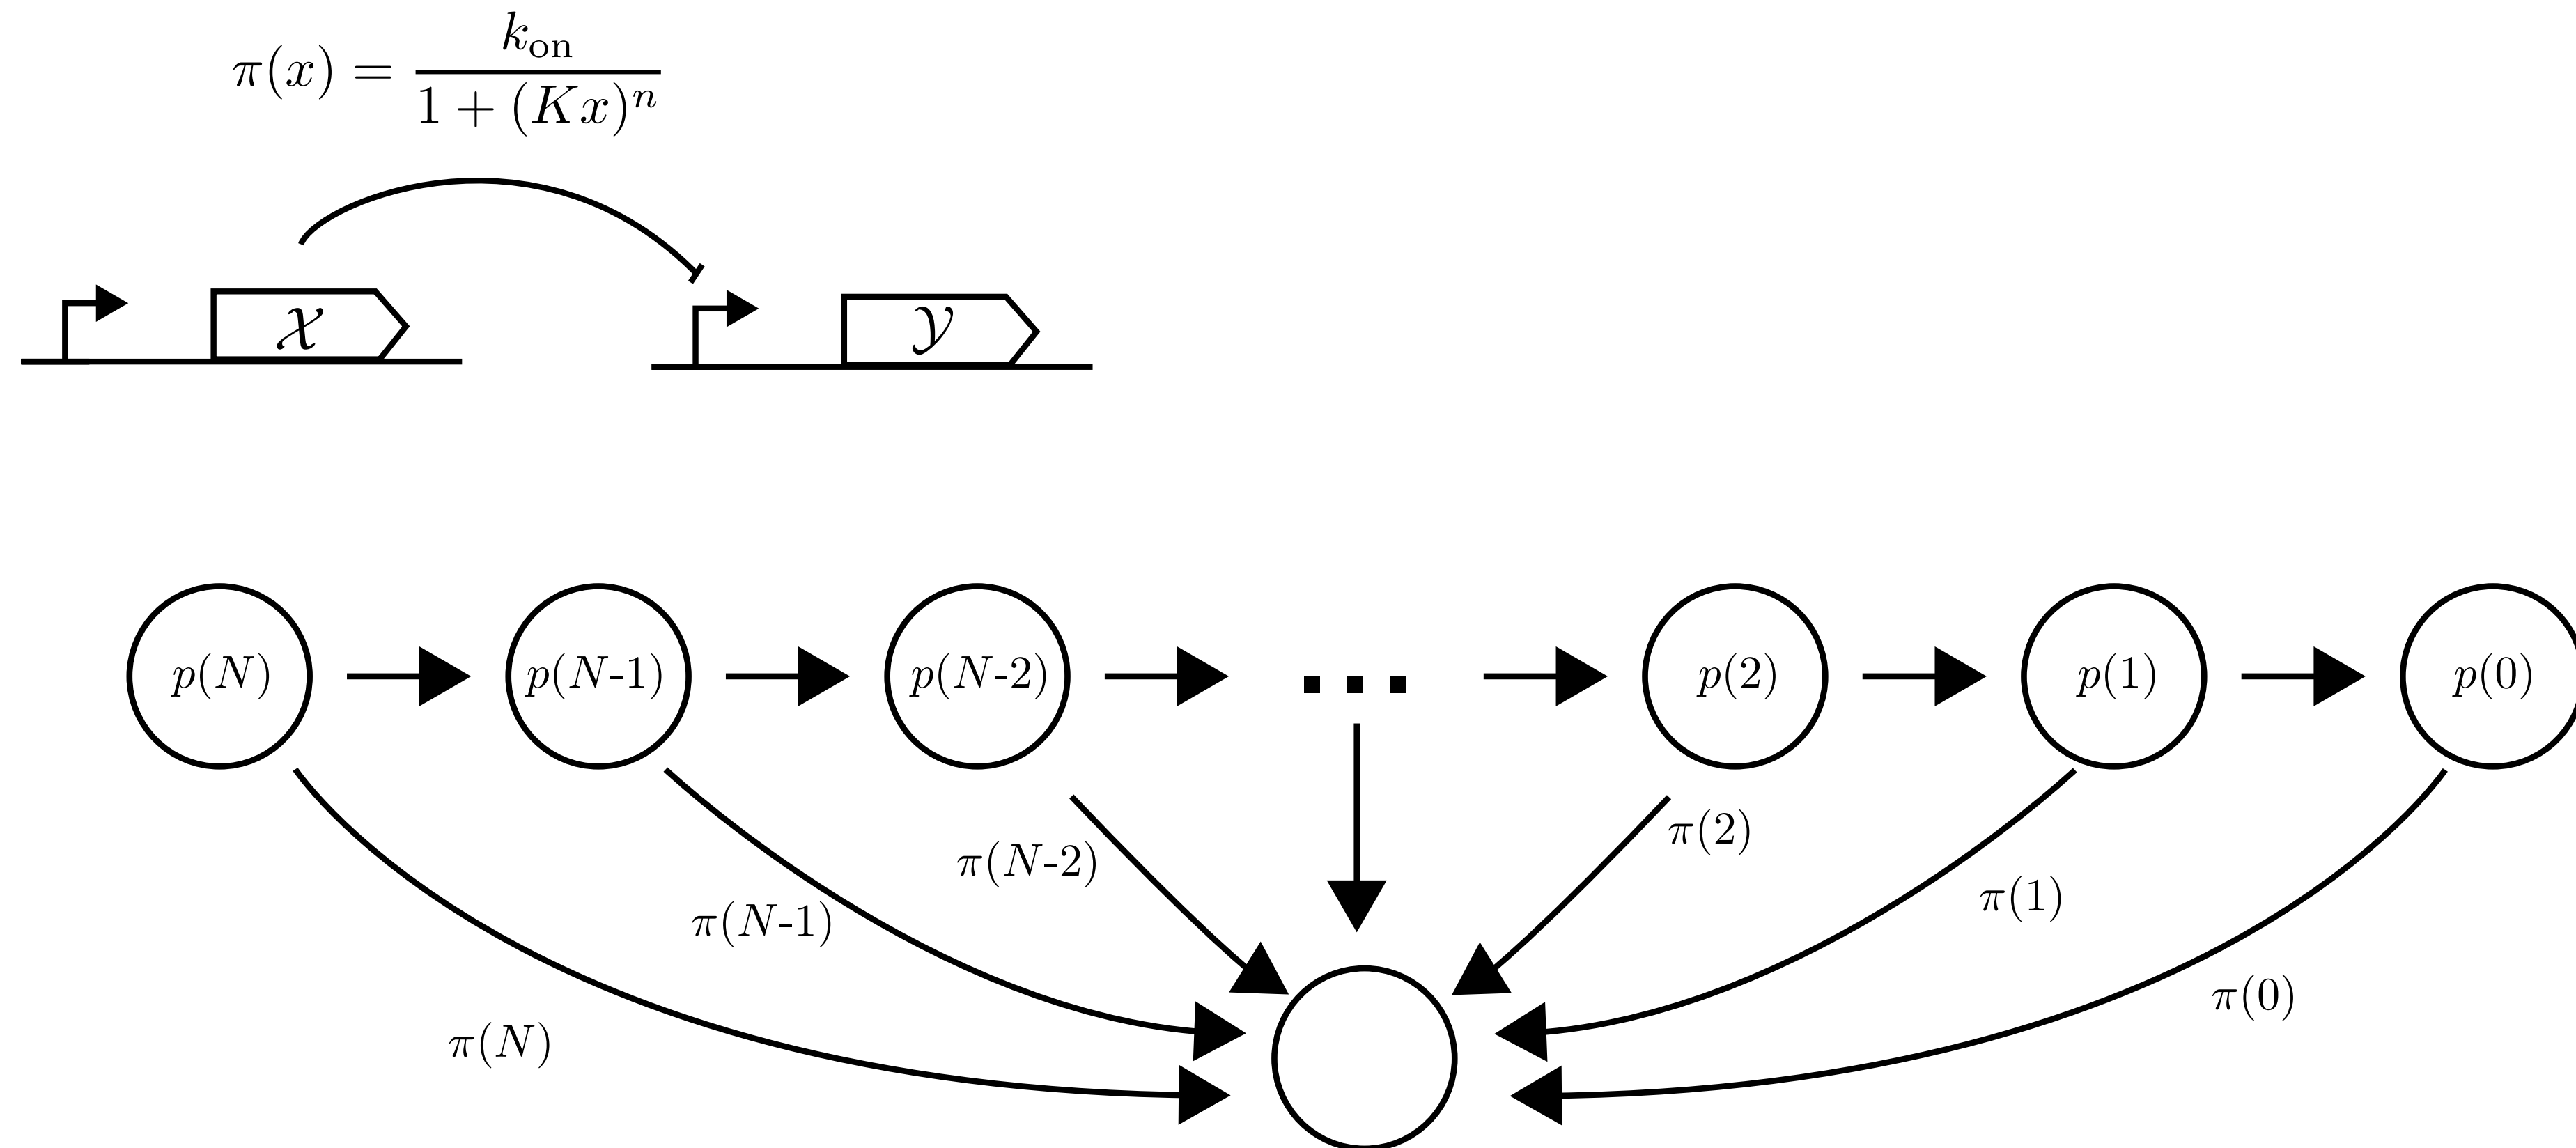 π(x) = k_on / (1 + (Kx)^n)
𝒳
𝒴
p(N) p(N-1) p(N-2) ... p(2) p(1) p(0)
π(2)
π(N-2)
π(1)
π(N-1)
π(0)
π(N)